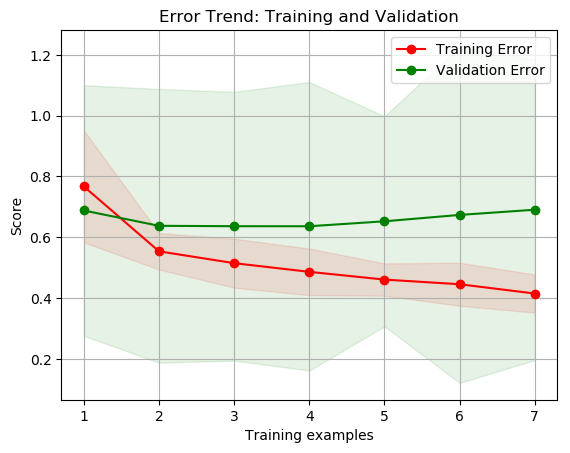 Error Trend: Training and Validation
Training Error
Validation Error
1.2
1.0
0.8
0.6
0.4
0.2
Score
1 2 3 4 5 6 7
Training examples